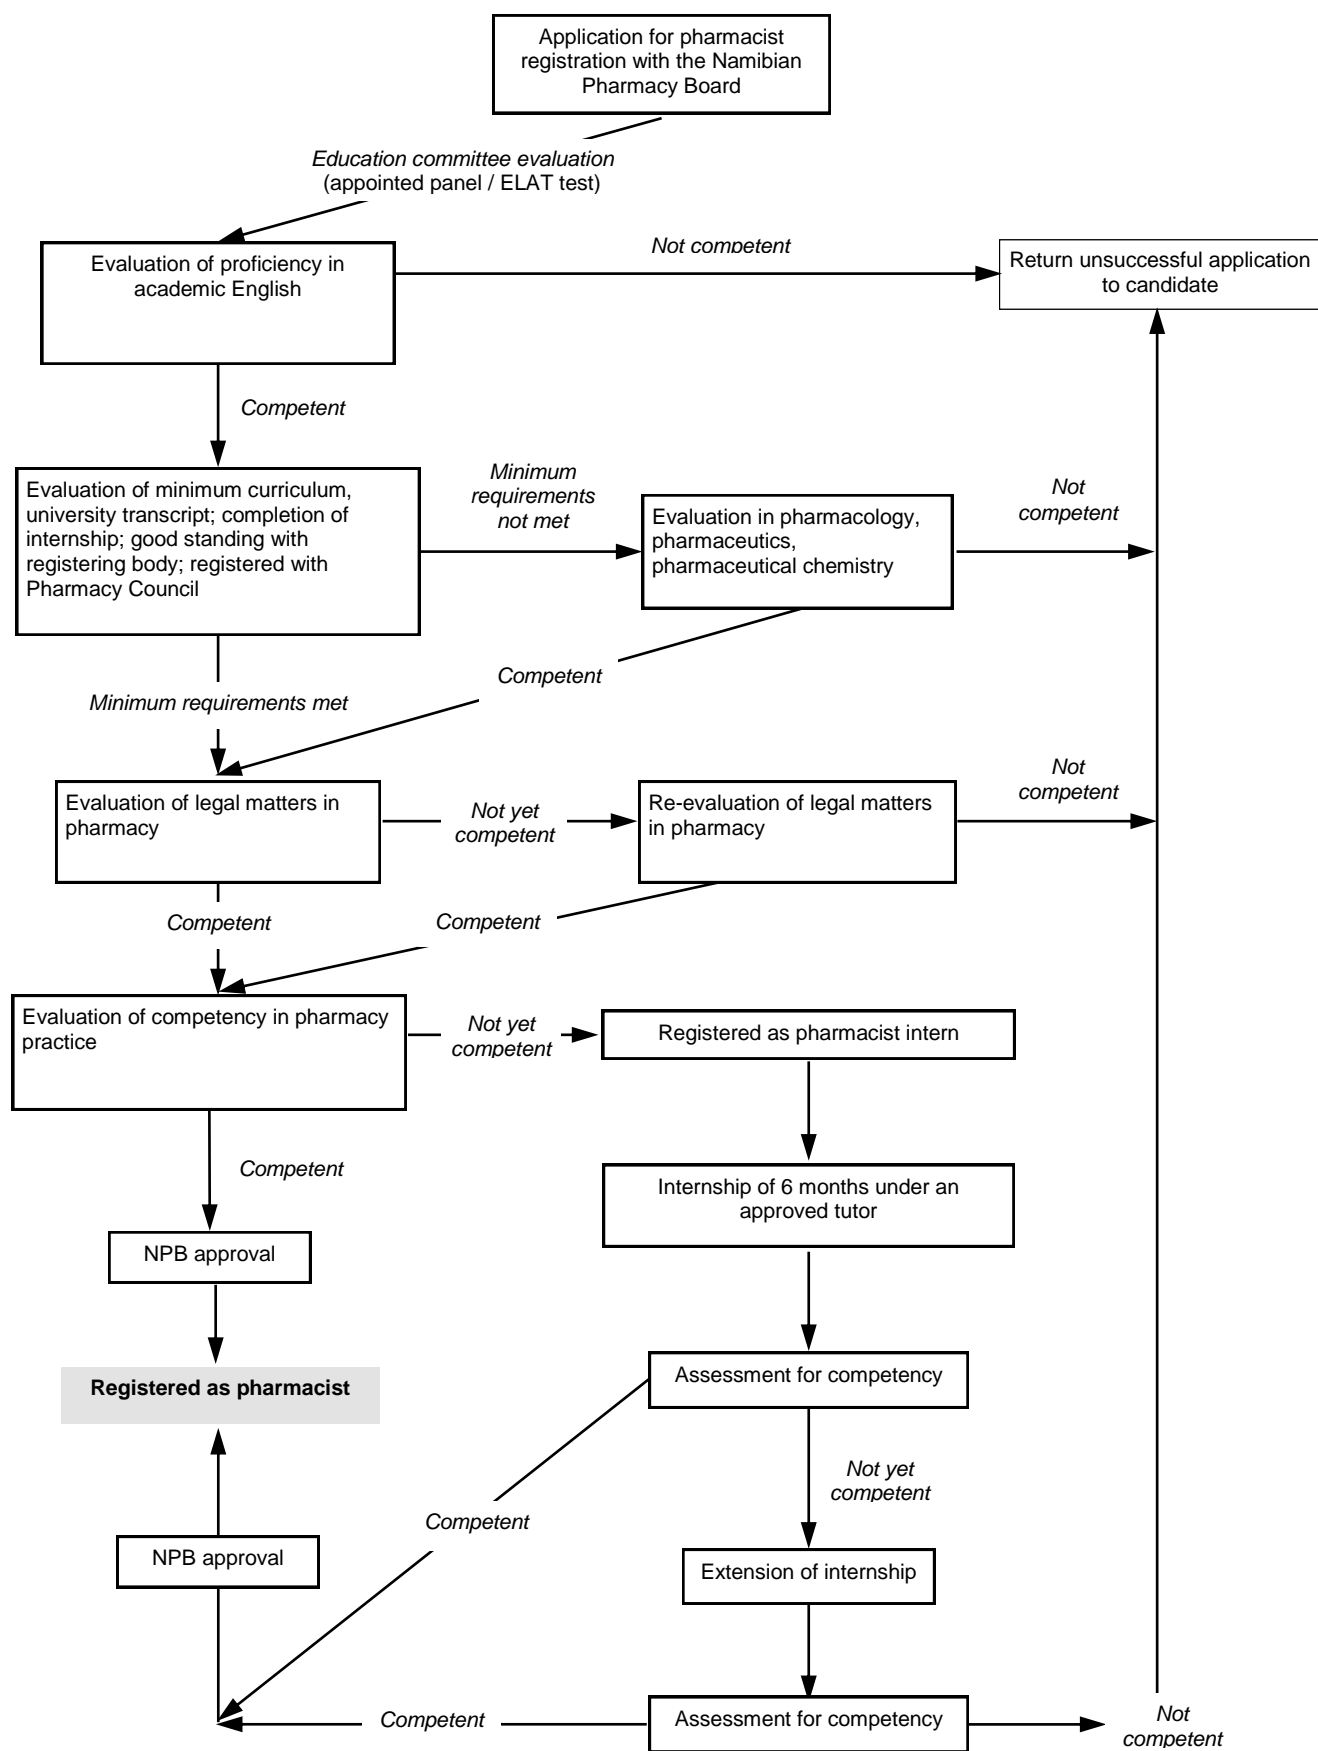 Application for pharmacist
registration with the Namibian
Pharmacy Board
Education committee evaluation
(appointed panel / ELAT test)
Evaluation of proficiency in
academic English
Not competent
Return unsuccessful application
to candidate
Competent
Evaluation of minimum curriculum,
university transcript; completion of
internship; good standing with
registering body; registered with
Pharmacy Council
Minimum
requirements
not met
Evaluation in pharmacology,
pharmaceutics,
pharmaceutical chemistry
Not
competent
Competent
Minimum requirements met
Evaluation of legal matters in
pharmacy
Not yet
competent
Re-evaluation of legal matters
in pharmacy
Not
competent
Competent
Competent
Evaluation of competency in pharmacy
practice
Not yet
competent
Registered as pharmacist intern
Competent
Internship of 6 months under an
approved tutor
NPB approval
Registered as pharmacist
Assessment for competency
Not yet
competent
Competent
NPB approval
Extension of internship
Competent
Assessment for competency
Not
competent